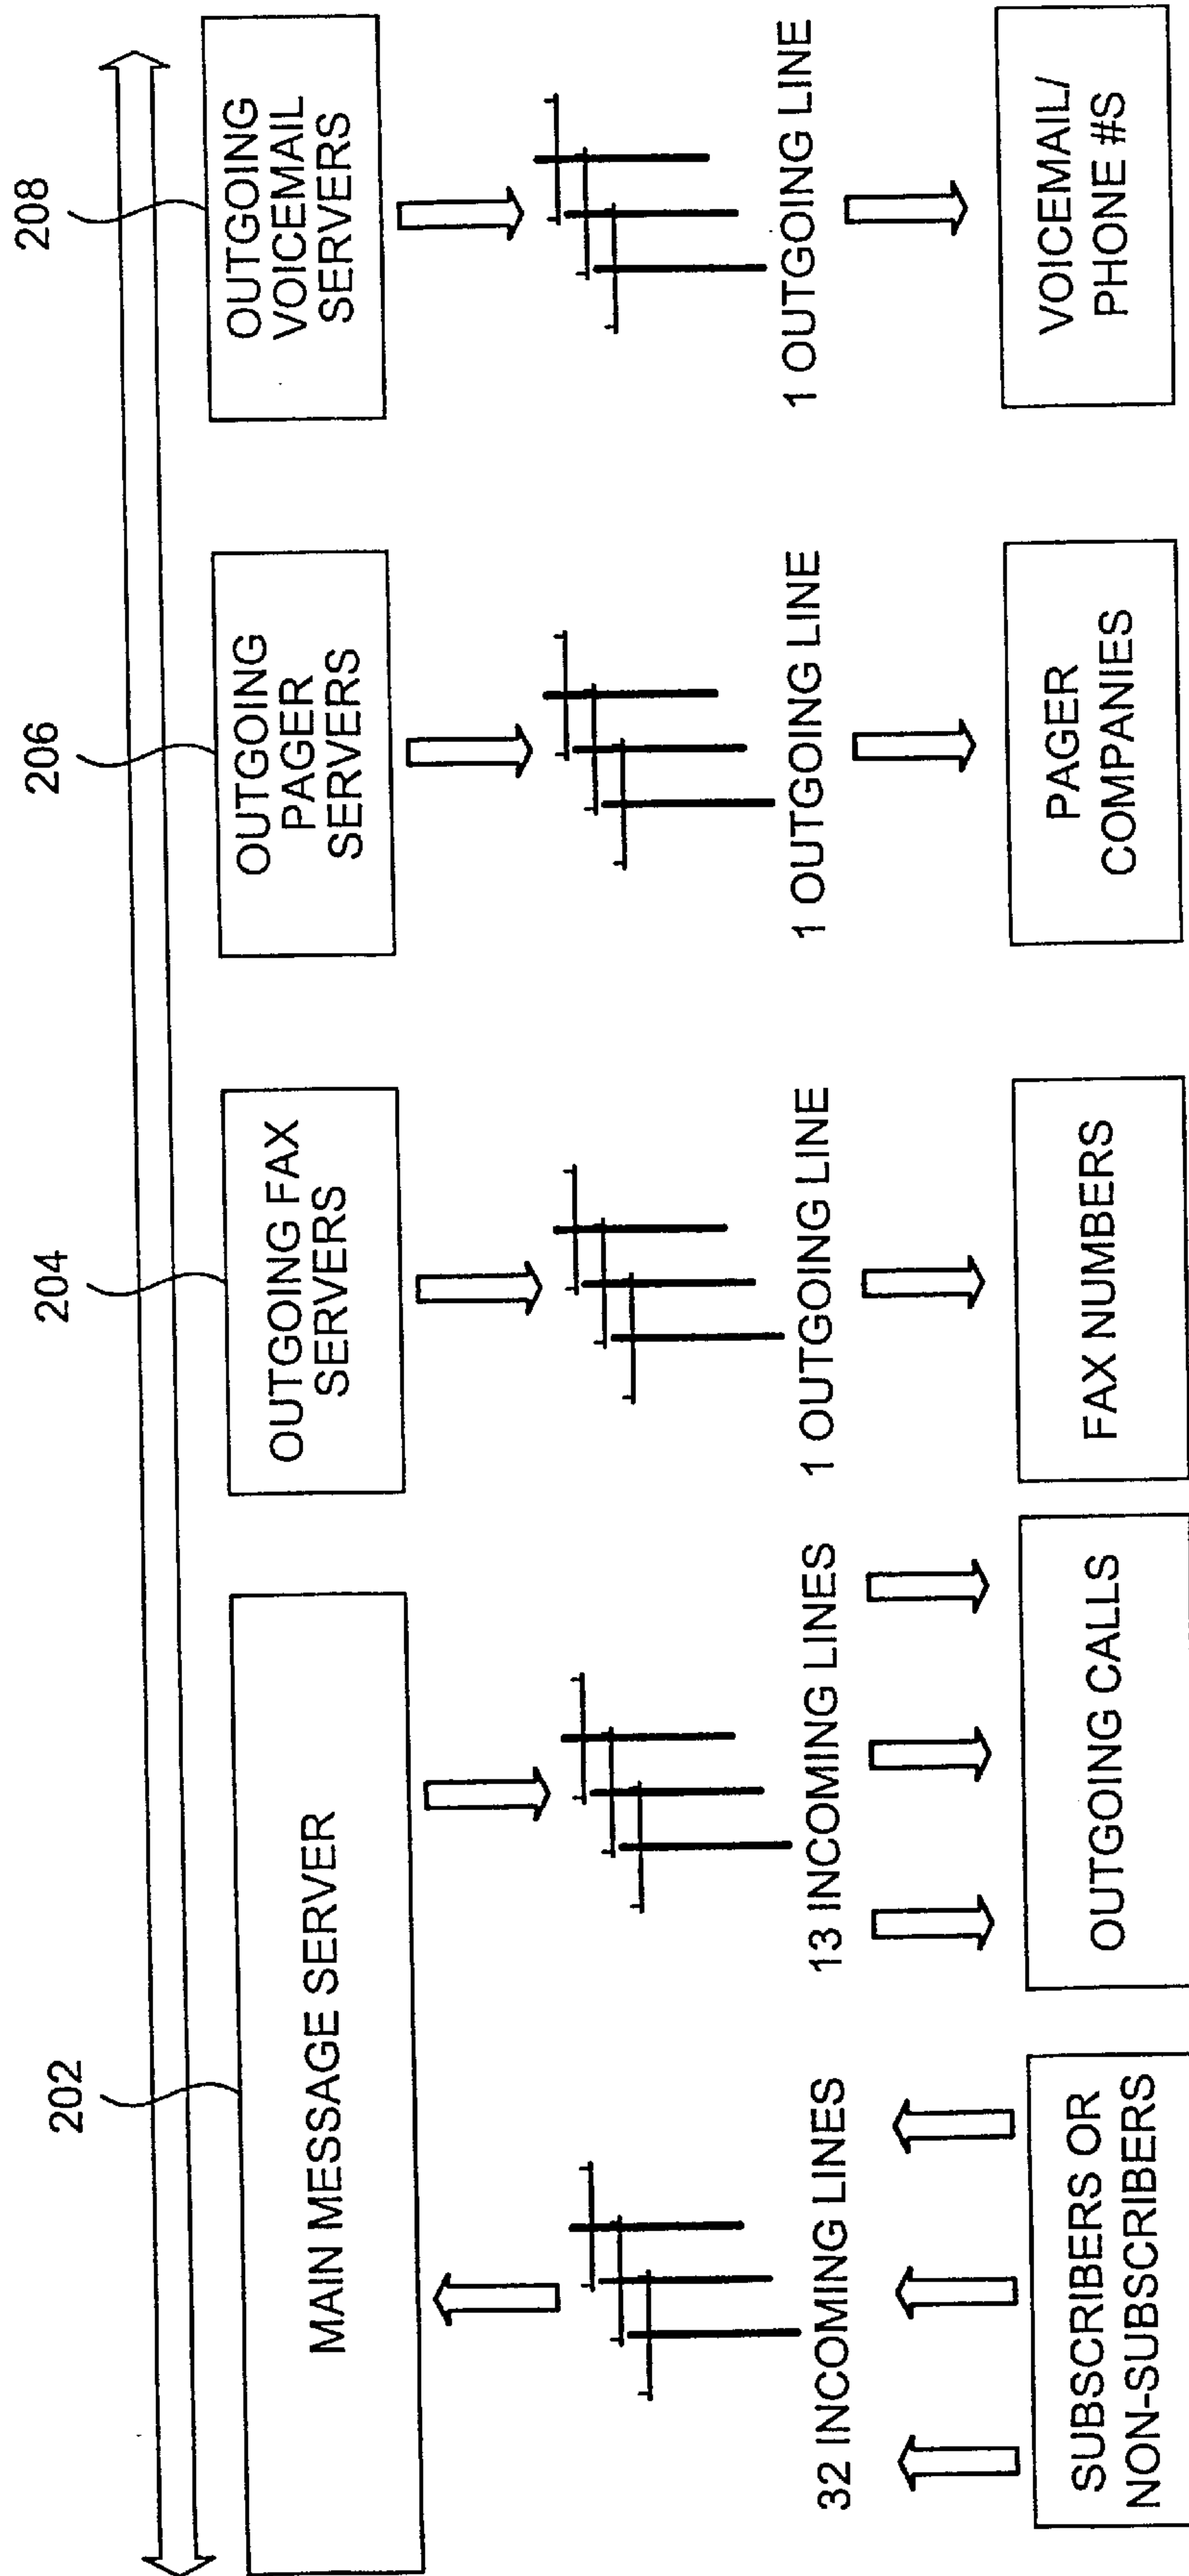 202
204
206
208
MAIN MESSAGE SERVER
OUTGOING FAX
SERVERS
OUTGOING
PAGER
SERVERS
OUTGOING
VOICEMAIL
SERVERS
32 INCOMING LINES
13 INCOMING LINES
1 OUTGOING LINE
1 OUTGOING LINE
1 OUTGOING LINE
SUBSCRIBERS OR
NON-SUBSCRIBERS
OUTGOING CALLS
FAX NUMBERS
PAGER
COMPANIES
VOICEMAIL/
PHONE #S